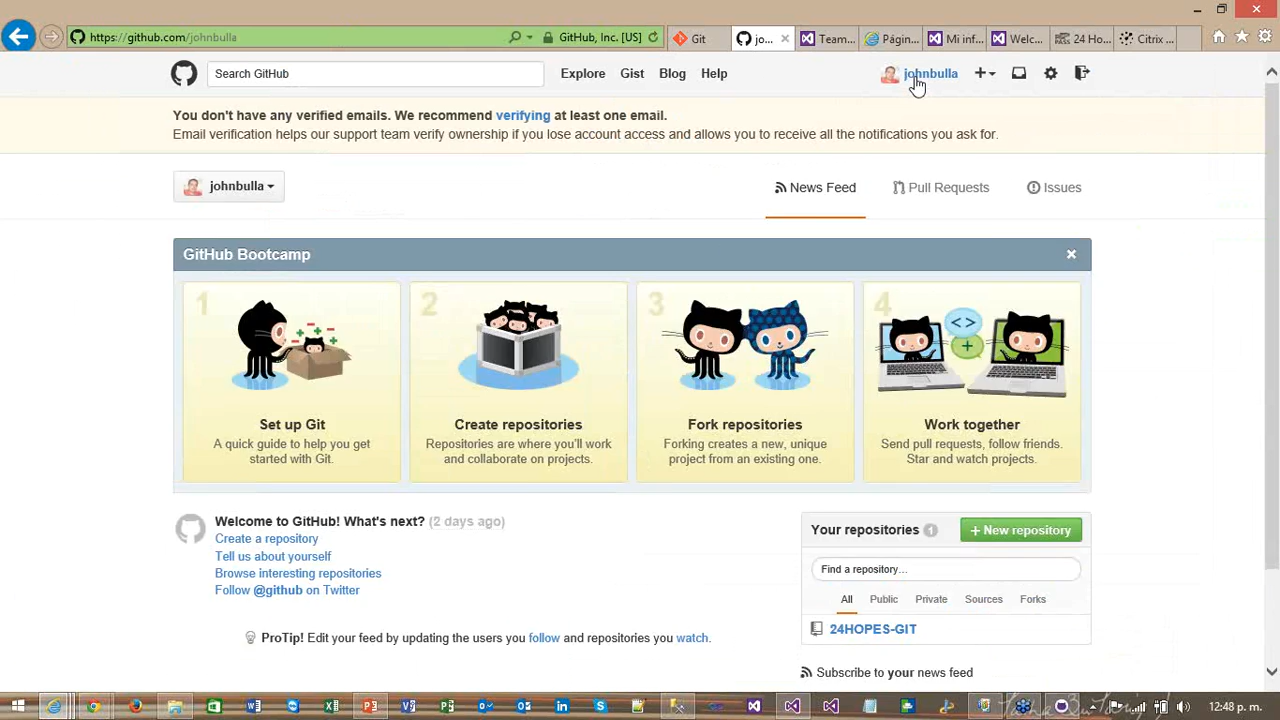 https://github.com/johnbulla
GitHub, Inc. [US]
Git
jo...
Team...
Págin...
Mi inf...
Welc...
24 Ho...
Citrix ...
Search GitHub
Explore
Gist
Blog
Help
johnbulla
You don't have any verified emails. We recommend verifying at least one email.
Email verification helps our support team verify ownership if you lose account access and allows you to receive all the notifications you ask for.
johnbulla
News Feed
Pull Requests
Issues
GitHub Bootcamp
1
2
3
4
Set up Git
A quick guide to help you get
started with Git.
Create repositories
Repositories are where you'll work
and collaborate on projects.
Fork repositories
Forking creates a new, unique
project from an existing one.
Work together
Send pull requests, follow friends.
Star and watch projects.
Welcome to GitHub! What's next? (2 days ago)
Create a repository
Tell us about yourself
Browse interesting repositories
Follow @github on Twitter
ProTip! Edit your feed by updating the users you follow and repositories you watch.
Your repositories 1
+ New repository
Find a repository...
All
Public
Private
Sources
Forks
24HOPES-GIT
Subscribe to your news feed
12:48 p. m.